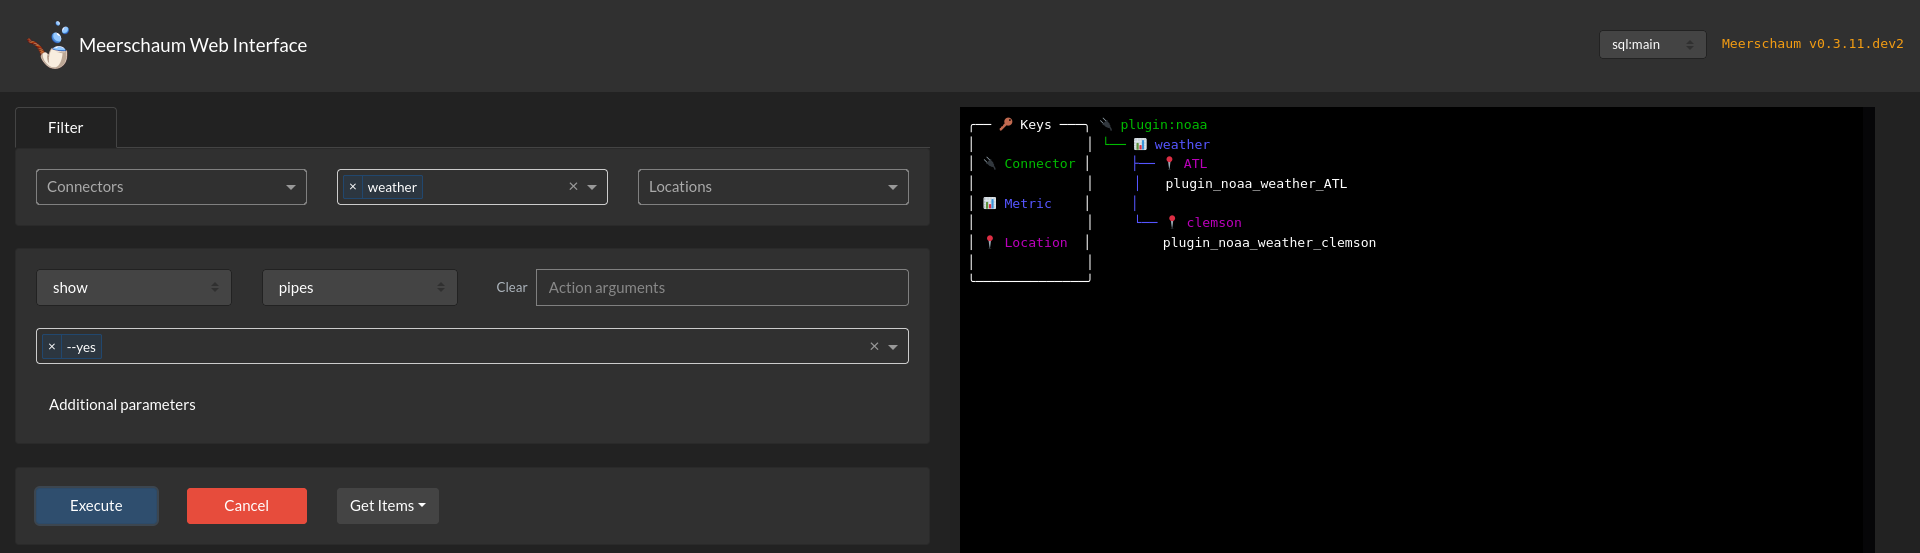 Meerschaum Web Interface
sql:main
Meerschaum v0.3.11.dev2
Filter
Connectors
× weather
×
Locations
show
pipes
Clear
Action arguments
× --yes
×
Additional parameters
Execute
Cancel
Get Items
Keys
Connector
Metric
Location
plugin:noaa
weather
ATL
plugin_noaa_weather_ATL
clemson
plugin_noaa_weather_clemson